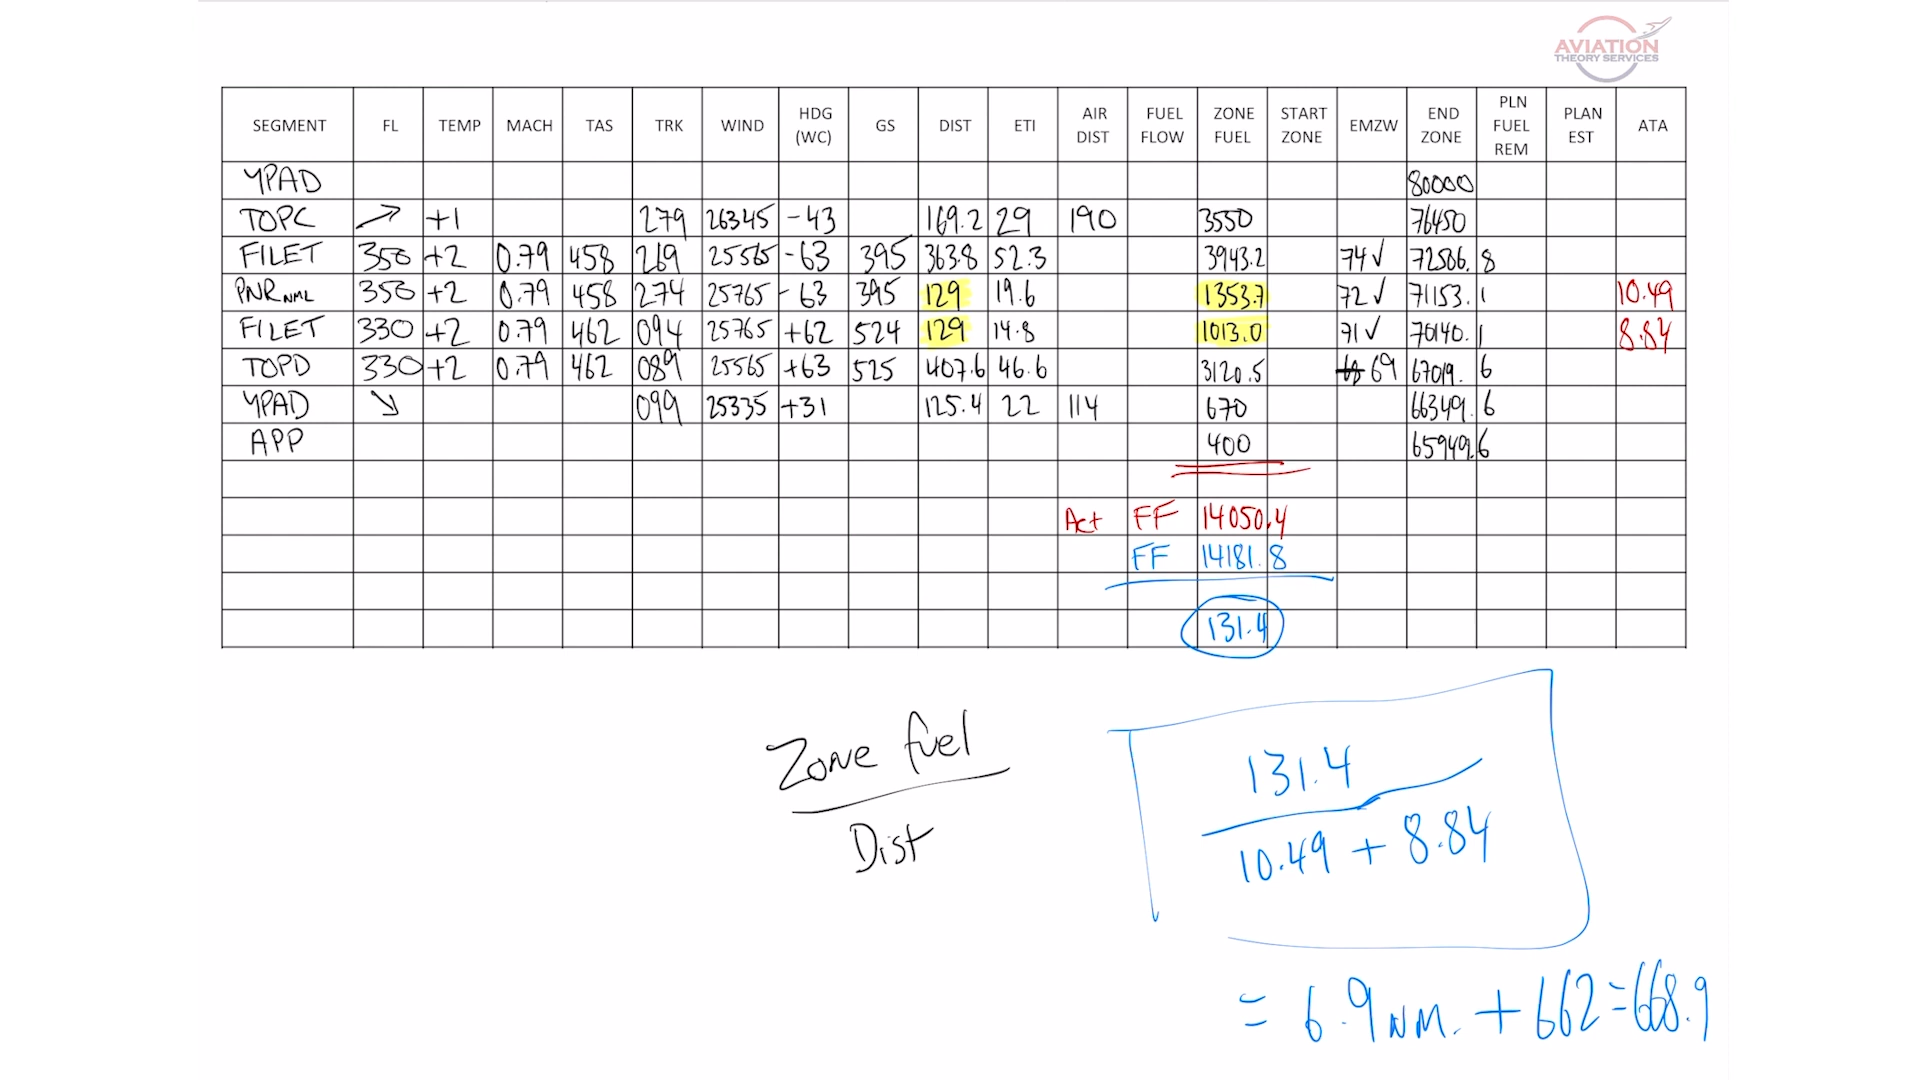 AVIATION
THEORY SERVICES
SEGMENT FL TEMP MACH TAS TRK WIND HDG (WC) GS DIST ETI AIR DIST FUEL FLOW ZONE FUEL START ZONE EMZW END ZONE PLN FUEL REM PLAN EST ATA
YPAD 80000
TOPC +1 279 26345 -43 169.2 29 190 3550 76450
FILET 350 +2 0.79 458 269 25565 -63 395 363.8 52.3 3943.2 74✓ 72506.8
PNR NML 350 +2 0.79 458 274 25765 -63 395 129 19.6 1353.7 72✓ 71153.1 10.49
FILET 330 +2 0.79 462 094 25765 +62 524 129 14.8 1013.0 71✓ 70140.1 8.84
TOPD 330 +2 0.79 462 089 25565 +63 525 407.6 46.6 3120.5 69 67019.6
YPAD 099 25335 +31 125.4 22 114 670 66349.6
APP 400 65949.6
Act FF 14050.4
FF 14181.8
131.4
Zone fuel
Dist
131.4
10.49 + 8.84
= 6.9 NM. + 662 = 668.9